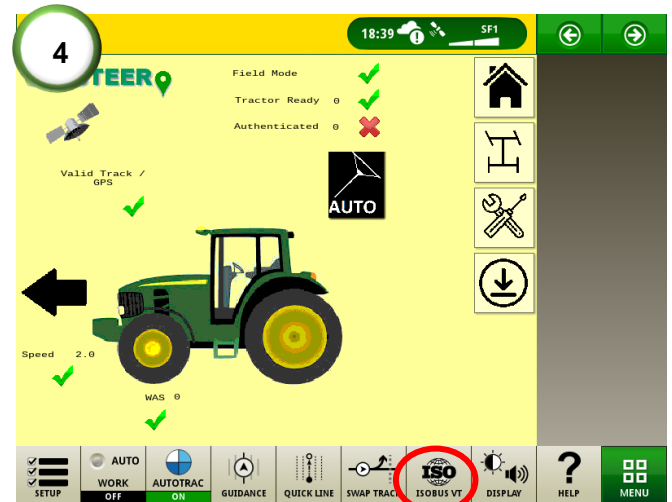 4
18:39 SF1
TEER
Field Mode
Tractor Ready 0
Authenticated 0
Valid Track /
GPS
AUTO
Speed 2.0
WAS 0
SETUP
AUTO
WORK
OFF
AUTOTRAC
ON
GUIDANCE
QUICK LINE
SWAP TRACK
ISO
ISOBUS VT
DISPLAY
?
HELP
MENU